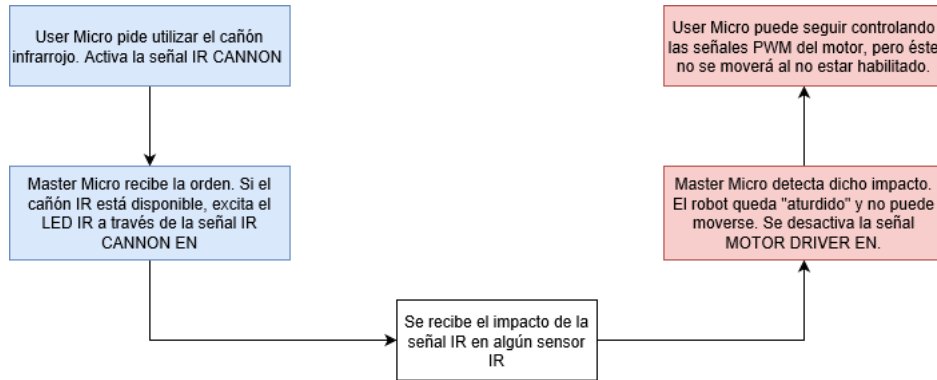 User Micro pide utilizar el cañón
infrarrojo. Activa la señal IR CANNON
Master Micro recibe la orden. Si el
cañón IR está disponible, excita el
LED IR a través de la señal IR
CANNON EN
Se recibe el impacto de la
señal IR en algún sensor
IR
Master Micro detecta dicho impacto.
El robot queda "aturdido" y no puede
moverse. Se desactiva la señal
MOTOR DRIVER EN.
User Micro puede seguir controlando
las señales PWM del motor, pero éste
no se moverá al no estar habilitado.